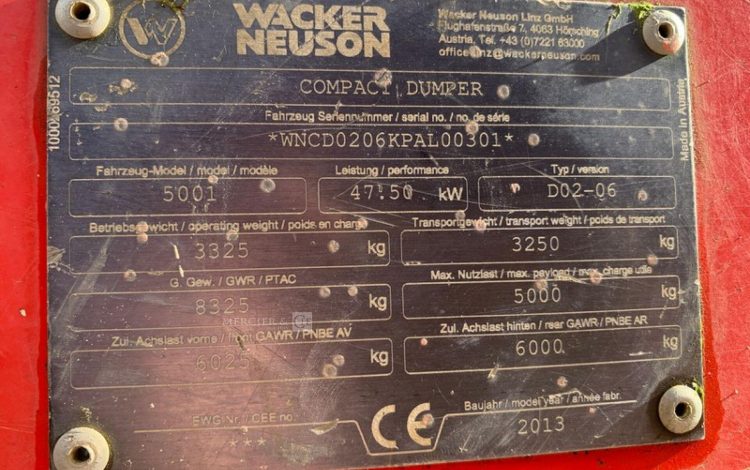 WACKER
NEUSON
Wacker Neuson Linz GmbH
Flughafenstraße 7, 4063 Hörsching
Austria, Tel. +43 (0)7221 63000
office.linz@wackerneuson.com
1000269512
Made in Austria
COMPACT DUMPER
Fahrzeug Seriennummer / serial no. / no. de série
*WNCD0206KPAL00301*
Fahrzeug-Model / model / modèle Leistung / performance Typ / version
5001 47.50 kW D02-06
Betriebsgewicht / operating weight / poids en charge Transportgewicht / transport weight / poids de transport
3325 kg 3250 kg
G. Gew. / GWR / PTAC Max. Nutzlast / max. payload / max. charge utile
8325 kg 5000 kg
MERCIER &
Zul. Achslast vorne / front GAWR / PNBE AV Zul. Achslast hinten / rear GAWR / PNBE AR
6025 kg 6000 kg
EWG Nr. / CEE no Baujahr / model year / année fabr.
*** CE 2013